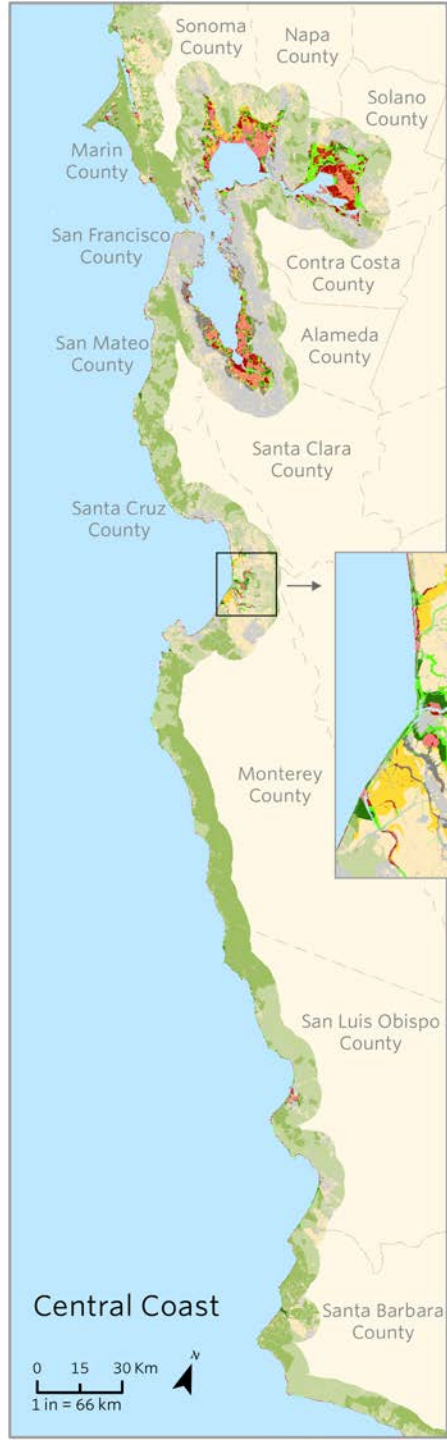 Sonoma
County
Napa
County
Solano
County
Marin
County
San Francisco
County
Contra Costa
County
San Mateo
County
Alameda
County
Santa Clara
County
Santa Cruz
County
Monterey
County
San Luis Obispo
County
Central Coast
Santa Barbara
County
0 15 30 Km
1 in = 66 km
N